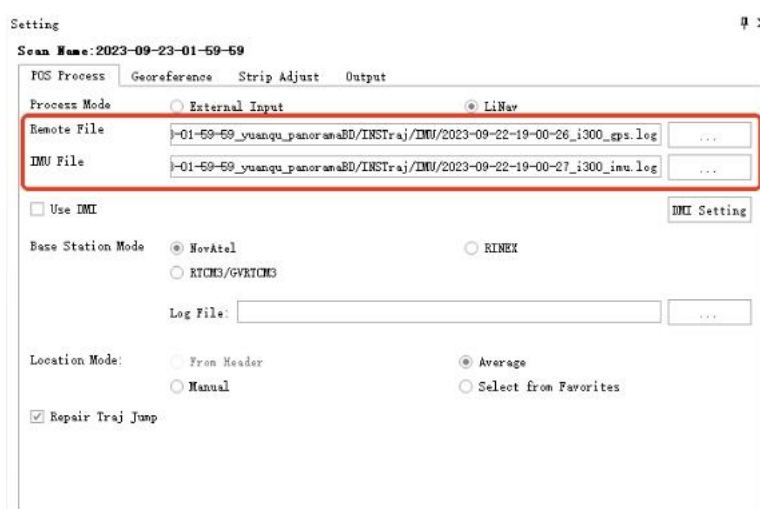 Setting
Scan Name:2023-09-23-01-59-59
POS Process Georeference Strip Adjust Output
Process Mode External Input LiNav
Remote File 3-01-59-59_yuanqu_panoramaBD/INSTraj/IMU/2023-09-22-19-00-26_i300_gps.log ...
IMU File 3-01-59-59_yuanqu_panoramaBD/INSTraj/IMU/2023-09-22-19-00-27_i300_imu.log ...
Use DMI DMI Setting
Base Station Mode NovAtel RINEX
RTCM3/GVRTCM3
Log File: ...
Location Mode: From Header Average
Manual Select from Favorites
Repair Traj Jump